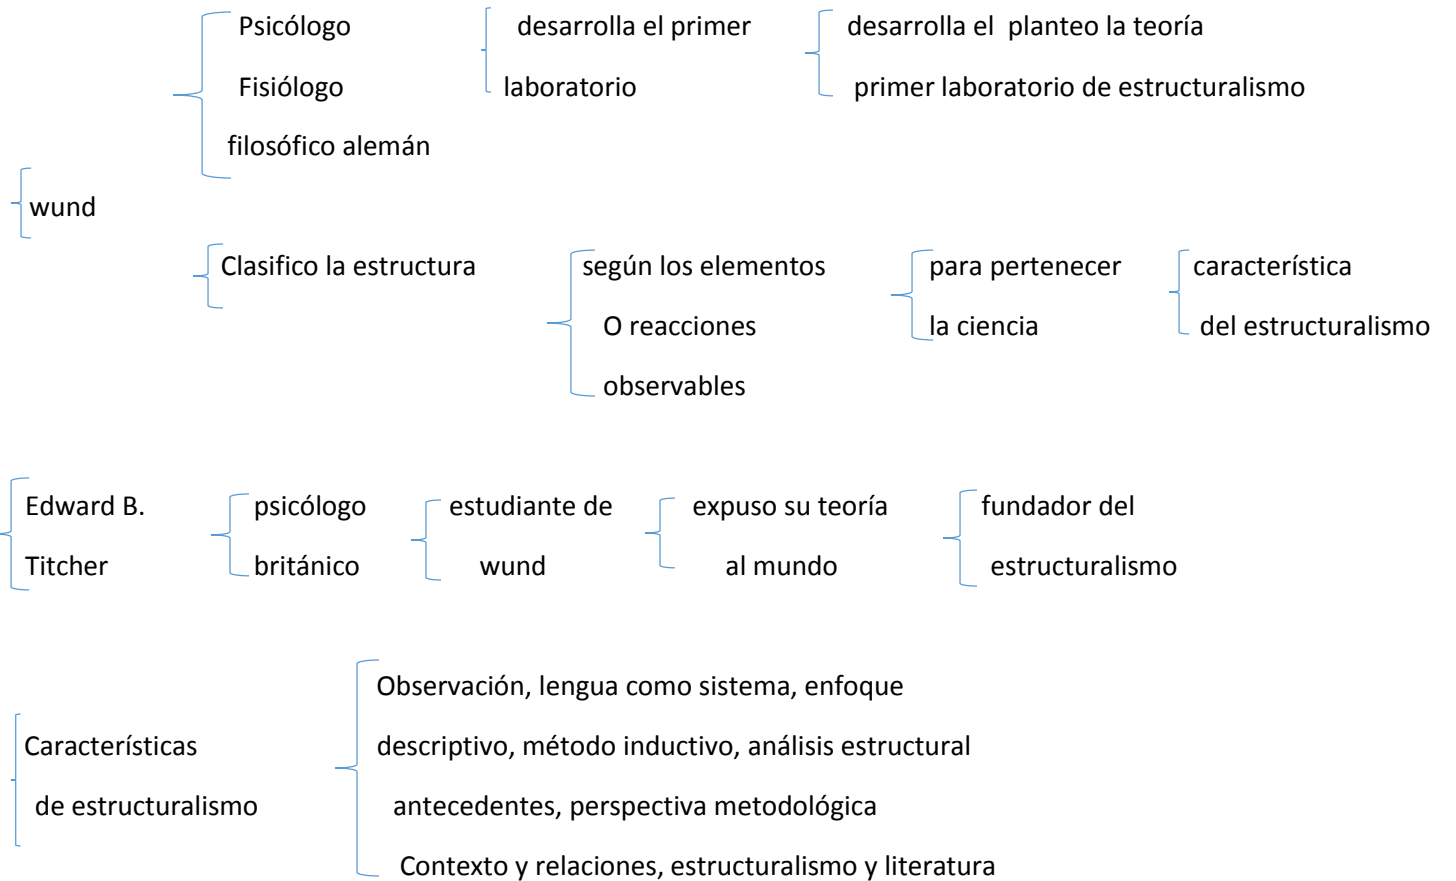 Psicólogo desarrolla el primer desarrolla el planteo la teoría
Fisiólogo laboratorio primer laboratorio de estructuralismo
filosófico alemán
wund
Clasifico la estructura según los elementos para pertenecer característica
O reacciones la ciencia del estructuralismo
observables
Edward B. psicólogo estudiante de expuso su teoría fundador del
Titcher británico wund al mundo estructuralismo
Observación, lengua como sistema, enfoque
Características descriptivo, método inductivo, análisis estructural
de estructuralismo antecedentes, perspectiva metodológica
Contexto y relaciones, estructuralismo y literatura